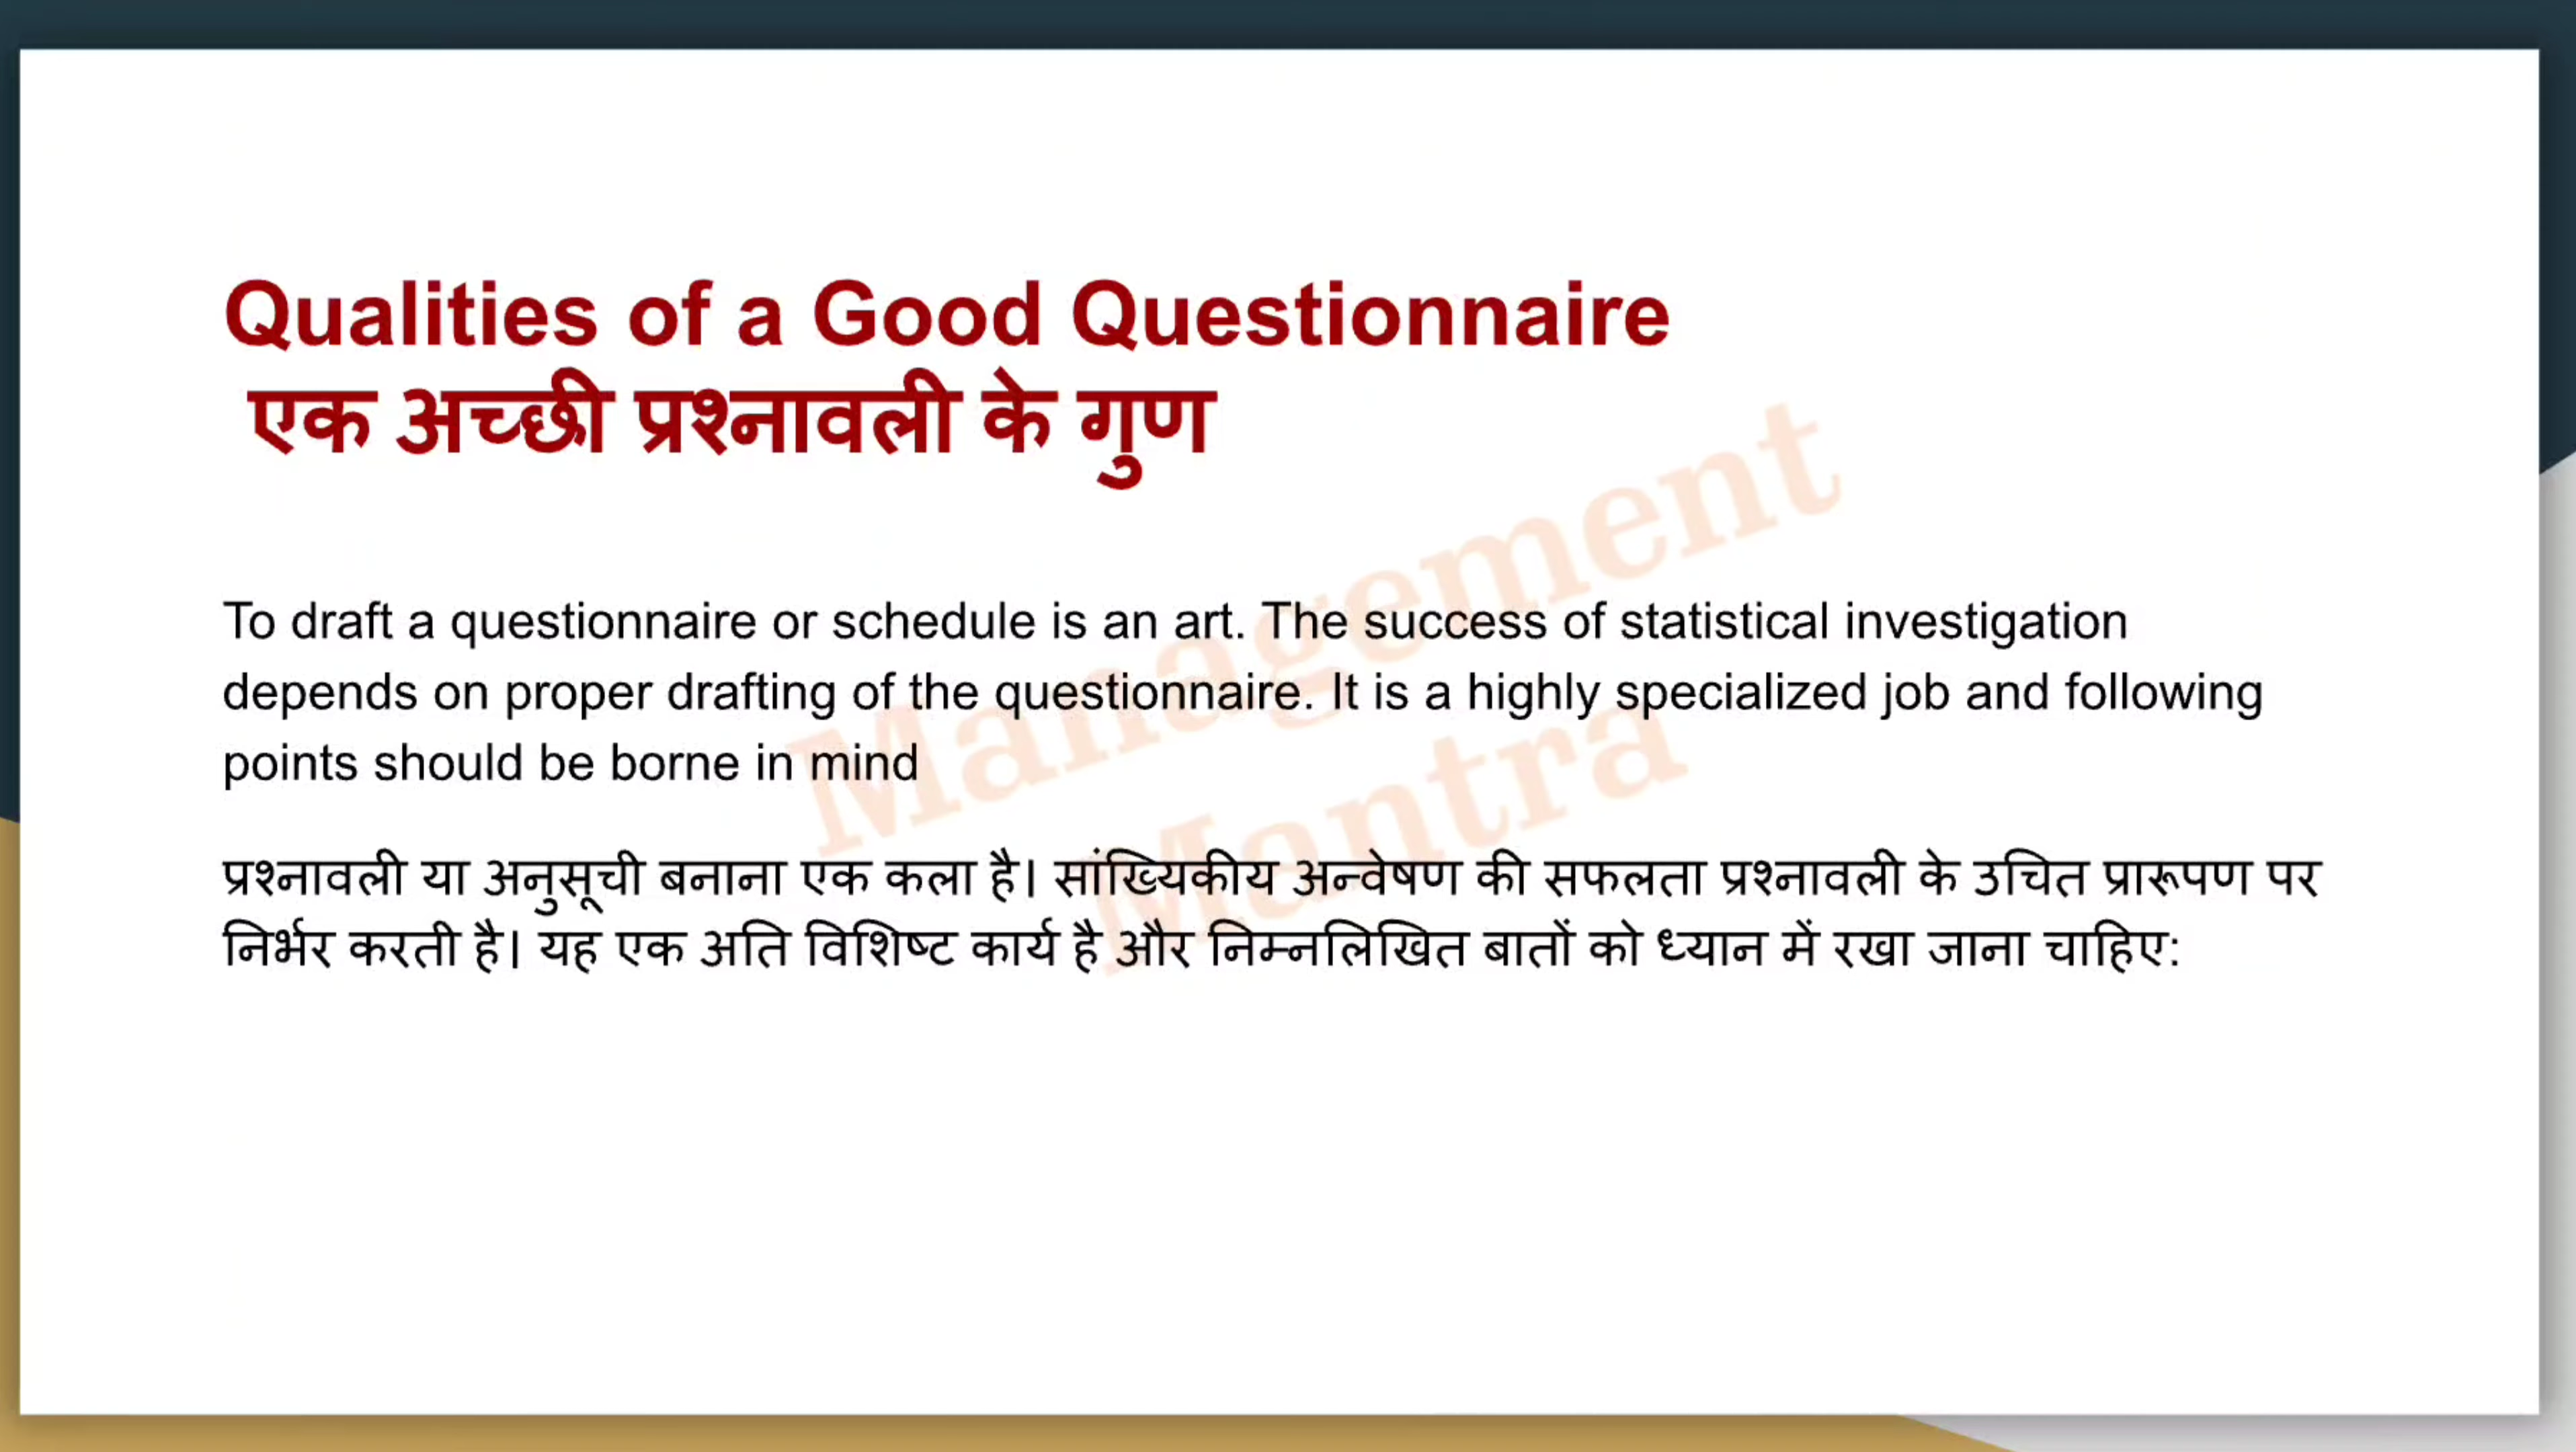 Qualities of a Good Questionnaire
एक अच्छी प्रश्नावली के गुण
To draft a questionnaire or schedule is an art. The success of statistical investigation
depends on proper drafting of the questionnaire. It is a highly specialized job and following
points should be borne in mind
प्रश्नावली या अनुसूची बनाना एक कला है। सांख्यिकीय अन्वेषण की सफलता प्रश्नावली के उचित प्रारूपण पर
निर्भर करती है। यह एक अति विशिष्ट कार्य है और निम्नलिखित बातों को ध्यान में रखा जाना चाहिए:
Management
Mantra